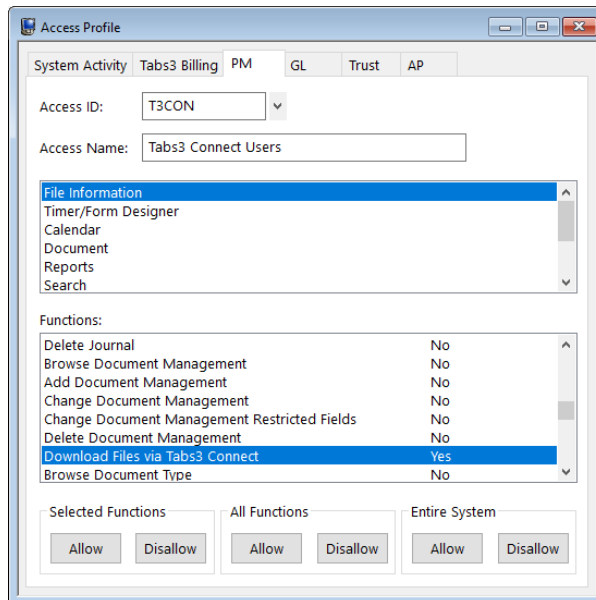 Access Profile
System Activity Tabs3 Billing PM GL Trust AP
Access ID: T3CON
Access Name: Tabs3 Connect Users
File Information
Timer/Form Designer
Calendar
Document
Reports
Search
Functions:
Delete Journal No
Browse Document Management No
Add Document Management No
Change Document Management No
Change Document Management Restricted Fields No
Delete Document Management No
Download Files via Tabs3 Connect Yes
Browse Document Type No
Selected Functions All Functions Entire System
Allow Disallow Allow Disallow Allow Disallow